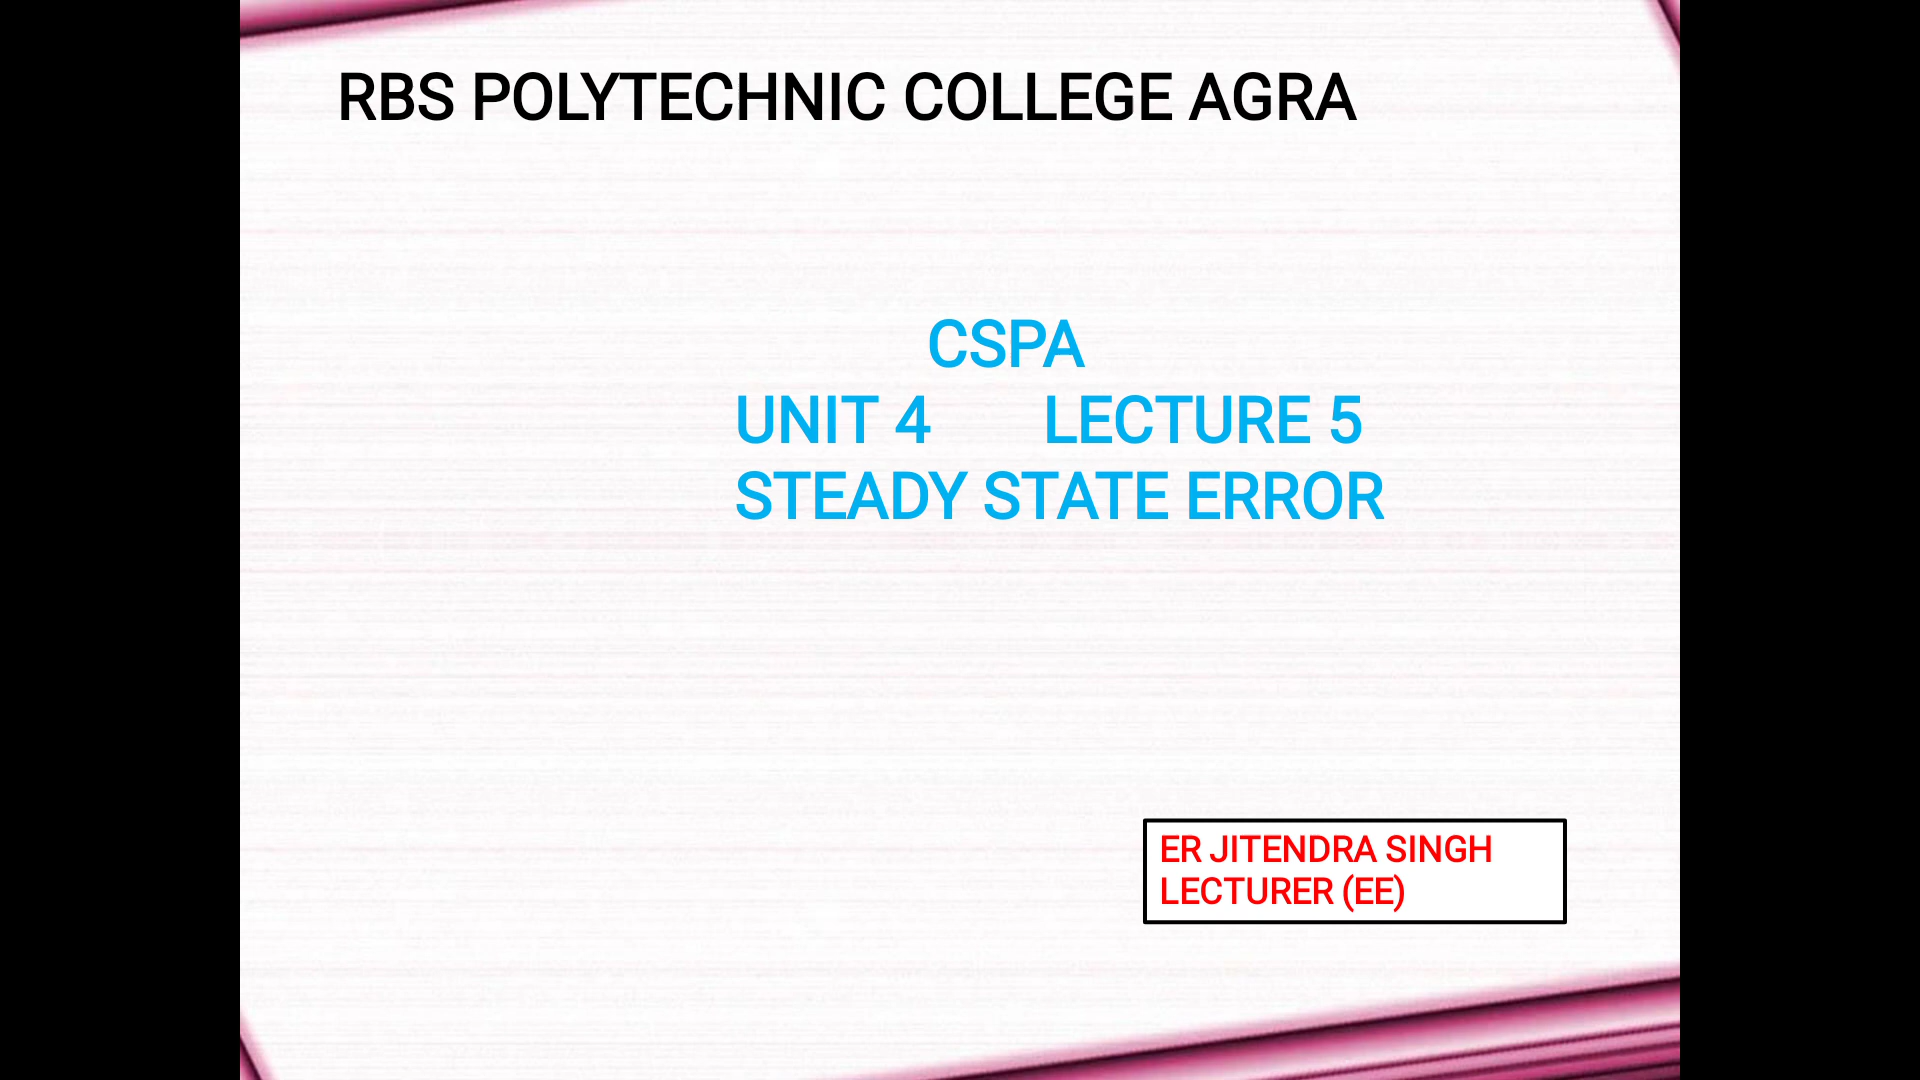 RBS POLYTECHNIC COLLEGE AGRA
CSPA
UNIT 4 LECTURE 5
STEADY STATE ERROR
ER JITENDRA SINGH
LECTURER (EE)